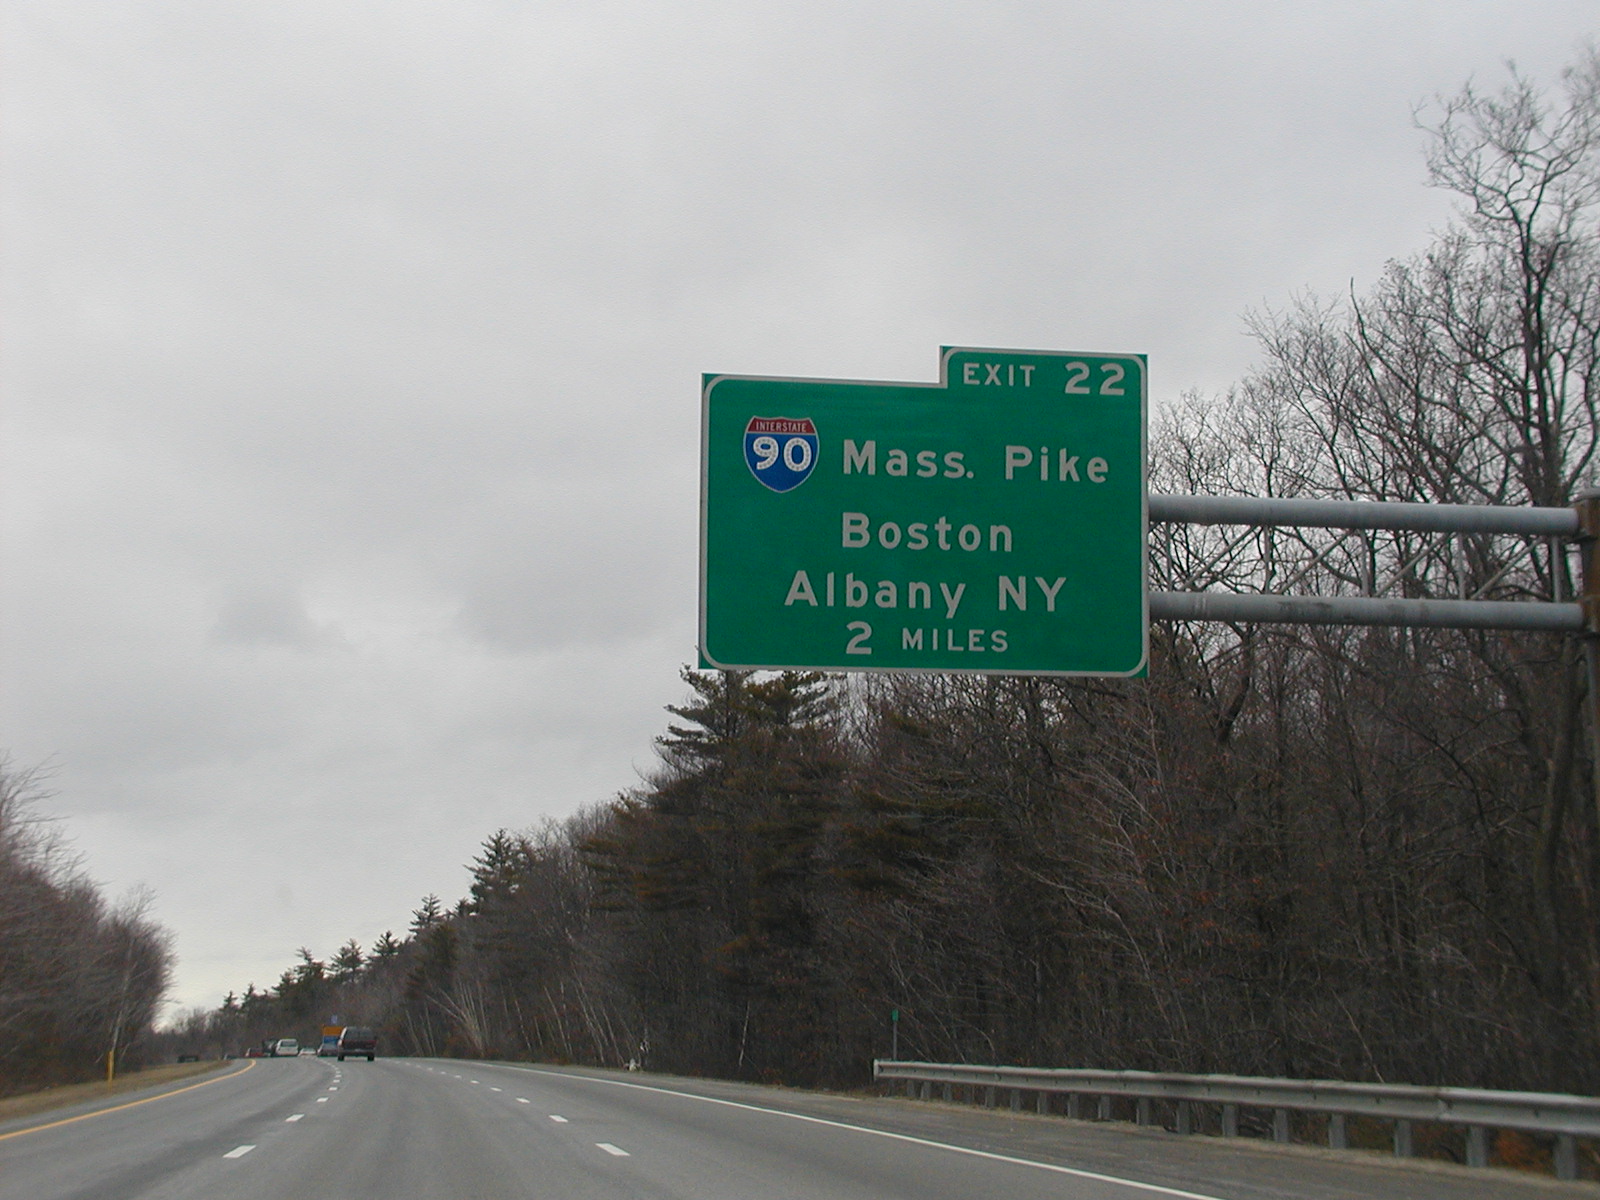 EXIT 22
INTERSTATE
90 Mass. Pike
Boston
Albany NY
2 MILES